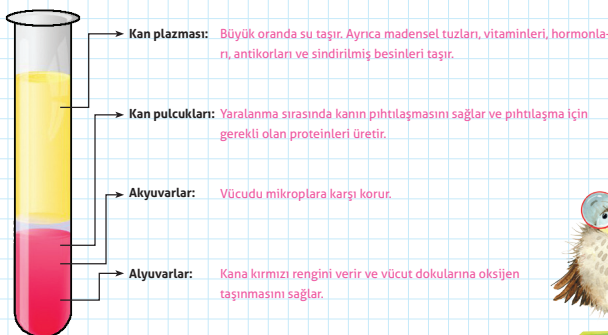 Kan plazması: Büyük oranda su taşır. Ayrıca madensel tuzları, vitaminleri, hormonla-
rı, antikorları ve sindirilmiş besinleri taşır.
Kan pulcukları: Yaralanma sırasında kanın pıhtılaşmasını sağlar ve pıhtılaşma için
gerekli olan proteinleri üretir.
Akyuvarlar: Vücudu mikroplara karşı korur.
Alyuvarlar: Kana kırmızı rengini verir ve vücut dokularına oksijen
taşınmasını sağlar.